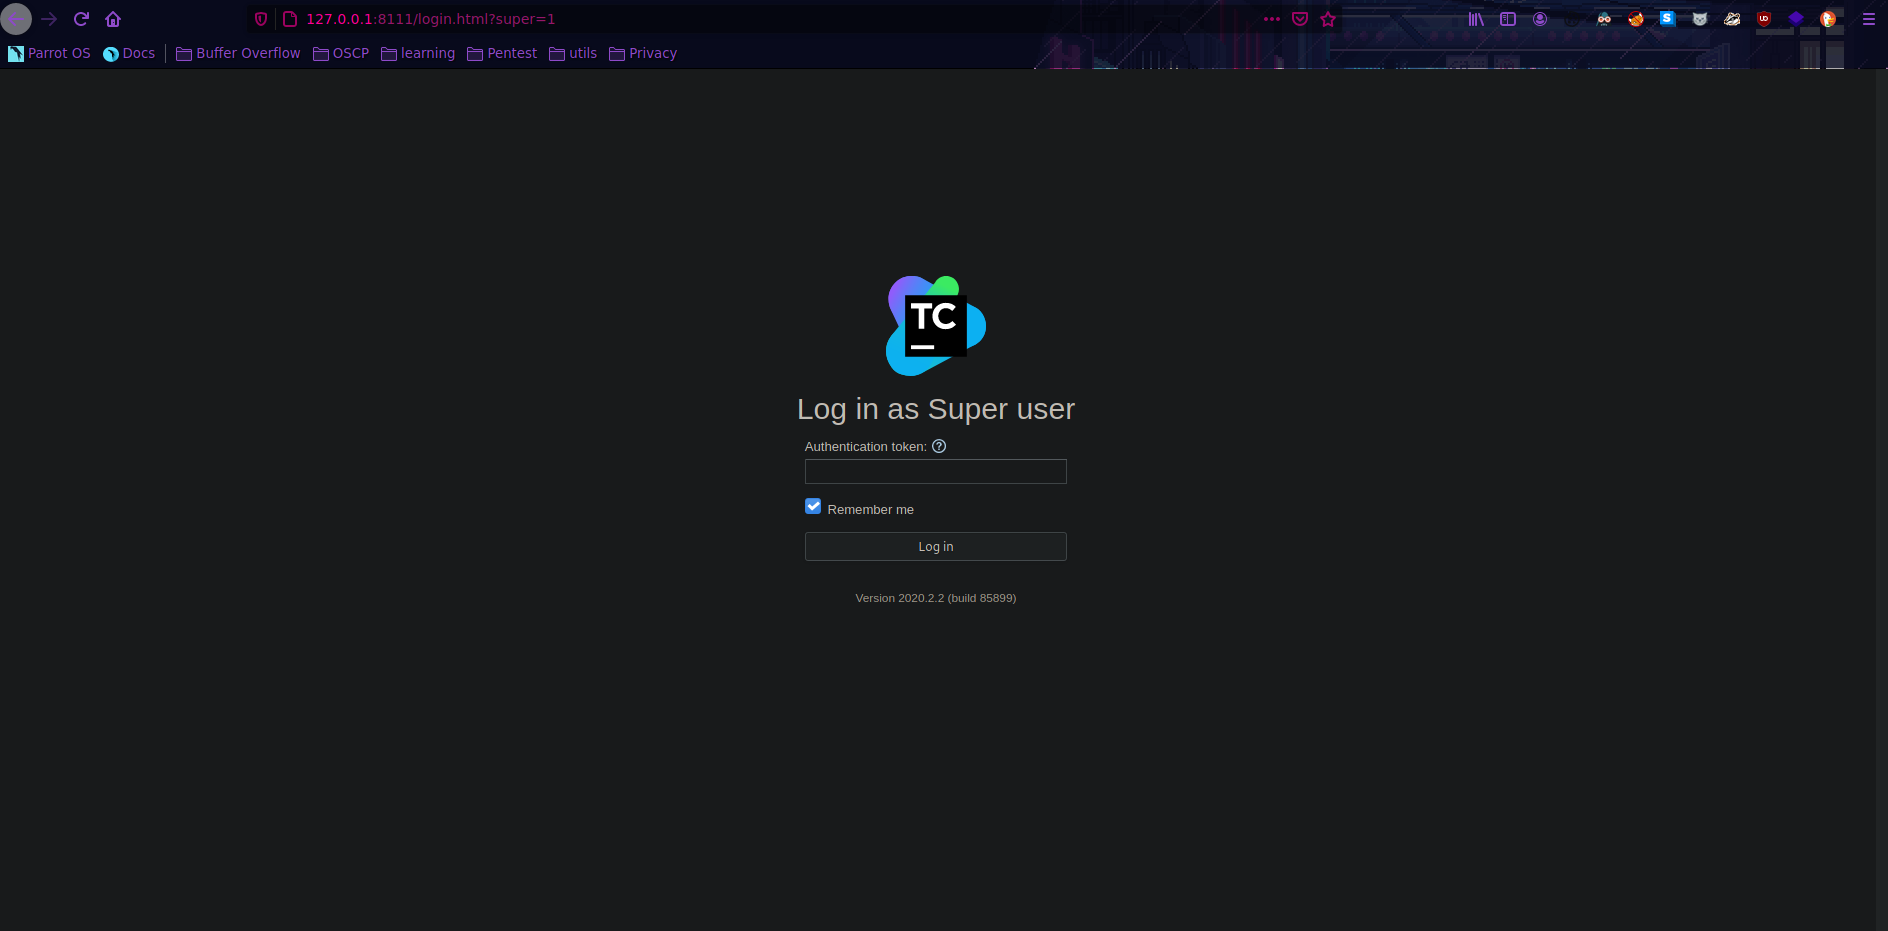 127.0.0.1:8111/login.html?super=1
Parrot OS Docs Buffer Overflow OSCP learning Pentest utils Privacy
TC
Log in as Super user
Authentication token: ?
Remember me
Log in
Version 2020.2.2 (build 85899)